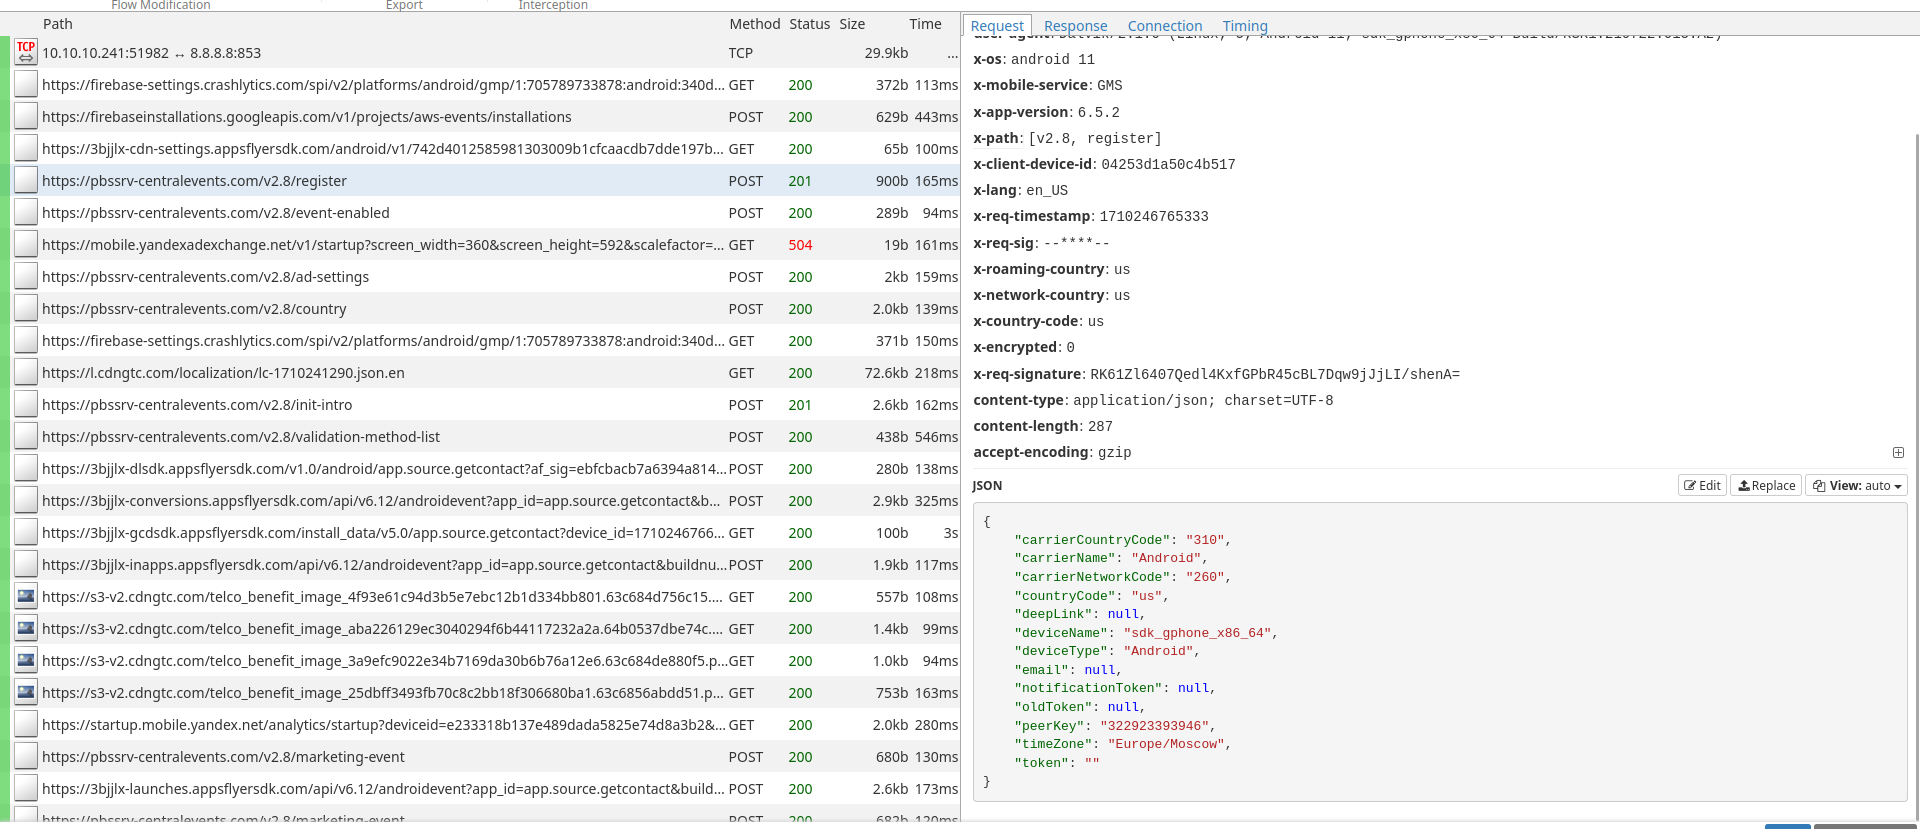 Flow Modification Export Interception
Path Method Status Size Time
TCP 10.10.10.241:51982 ↔ 8.8.8.8:853 TCP 29.9kb ...
https://firebase-settings.crashlytics.com/spi/v2/platforms/android/gmp/1:705789733878:android:340d... GET 200 372b 113ms
https://firebaseinstallations.googleapis.com/v1/projects/aws-events/installations POST 200 629b 443ms
https://3bjjlx-cdn-settings.appsflyersdk.com/android/v1/742d4012585981303009b1cfcaacdb7dde197b... GET 200 65b 100ms
https://pbssrv-centralevents.com/v2.8/register POST 201 900b 165ms
https://pbssrv-centralevents.com/v2.8/event-enabled POST 200 289b 94ms
https://mobile.yandexadexchange.net/v1/startup?screen_width=360&screen_height=592&scalefactor=... GET 504 19b 161ms
https://pbssrv-centralevents.com/v2.8/ad-settings POST 200 2kb 159ms
https://pbssrv-centralevents.com/v2.8/country POST 200 2.0kb 139ms
https://firebase-settings.crashlytics.com/spi/v2/platforms/android/gmp/1:705789733878:android:340d... GET 200 371b 150ms
https://l.cdngtc.com/localization/lc-1710241290.json.en GET 200 72.6kb 218ms
https://pbssrv-centralevents.com/v2.8/init-intro POST 201 2.6kb 162ms
https://pbssrv-centralevents.com/v2.8/validation-method-list POST 200 438b 546ms
https://3bjjlx-dlsdk.appsflyersdk.com/v1.0/android/app.source.getcontact?af_sig=ebfcbacb7a6394a814... POST 200 280b 138ms
https://3bjjlx-conversions.appsflyersdk.com/api/v6.12/androidevent?app_id=app.source.getcontact&b... POST 200 2.9kb 325ms
https://3bjjlx-gcdsdk.appsflyersdk.com/install_data/v5.0/app.source.getcontact?device_id=1710246766... GET 200 100b 3s
https://3bjjlx-inapps.appsflyersdk.com/api/v6.12/androidevent?app_id=app.source.getcontact&buildnu... POST 200 1.9kb 117ms
https://s3-v2.cdngtc.com/telco_benefit_image_4f93e61c94d3b5e7ebc12b1d334bb801.63c684d756c15.... GET 200 557b 108ms
https://s3-v2.cdngtc.com/telco_benefit_image_aba226129ec3040294f6b44117232a2a.64b0537dbe74c.... GET 200 1.4kb 99ms
https://s3-v2.cdngtc.com/telco_benefit_image_3a9efc9022e34b7169da30b6b76a12e6.63c684de880f5.p... GET 200 1.0kb 94ms
https://s3-v2.cdngtc.com/telco_benefit_image_25dbff3493fb70c8c2bb18f306680ba1.63c6856abdd51.p... GET 200 753b 163ms
https://startup.mobile.yandex.net/analytics/startup?deviceid=e233318b137e489dada5825e74d8a3b2&... GET 200 2.0kb 280ms
https://pbssrv-centralevents.com/v2.8/marketing-event POST 200 680b 130ms
https://3bjjlx-launches.appsflyersdk.com/api/v6.12/androidevent?app_id=app.source.getcontact&build... POST 200 2.6kb 173ms
https://pbssrv-centralevents.com/v2.8/marketing-event POST 200 682b 120ms
Request Response Connection Timing
x-os: android 11
x-mobile-service: GMS
x-app-version: 6.5.2
x-path: [v2.8, register]
x-client-device-id: 04253d1a50c4b517
x-lang: en_US
x-req-timestamp: 1710246765333
x-req-sig: --****--
x-roaming-country: us
x-network-country: us
x-country-code: us
x-encrypted: 0
x-req-signature: RK61Zl6407Qedl4KxfGPbR45cBL7Dqw9jJjLI/shenA=
content-type: application/json; charset=UTF-8
content-length: 287
accept-encoding: gzip
JSON Edit Replace View: auto
{
"carrierCountryCode": "310",
"carrierName": "Android",
"carrierNetworkCode": "260",
"countryCode": "us",
"deepLink": null,
"deviceName": "sdk_gphone_x86_64",
"deviceType": "Android",
"email": null,
"notificationToken": null,
"oldToken": null,
"peerKey": "322923393946",
"timeZone": "Europe/Moscow",
"token": ""
}